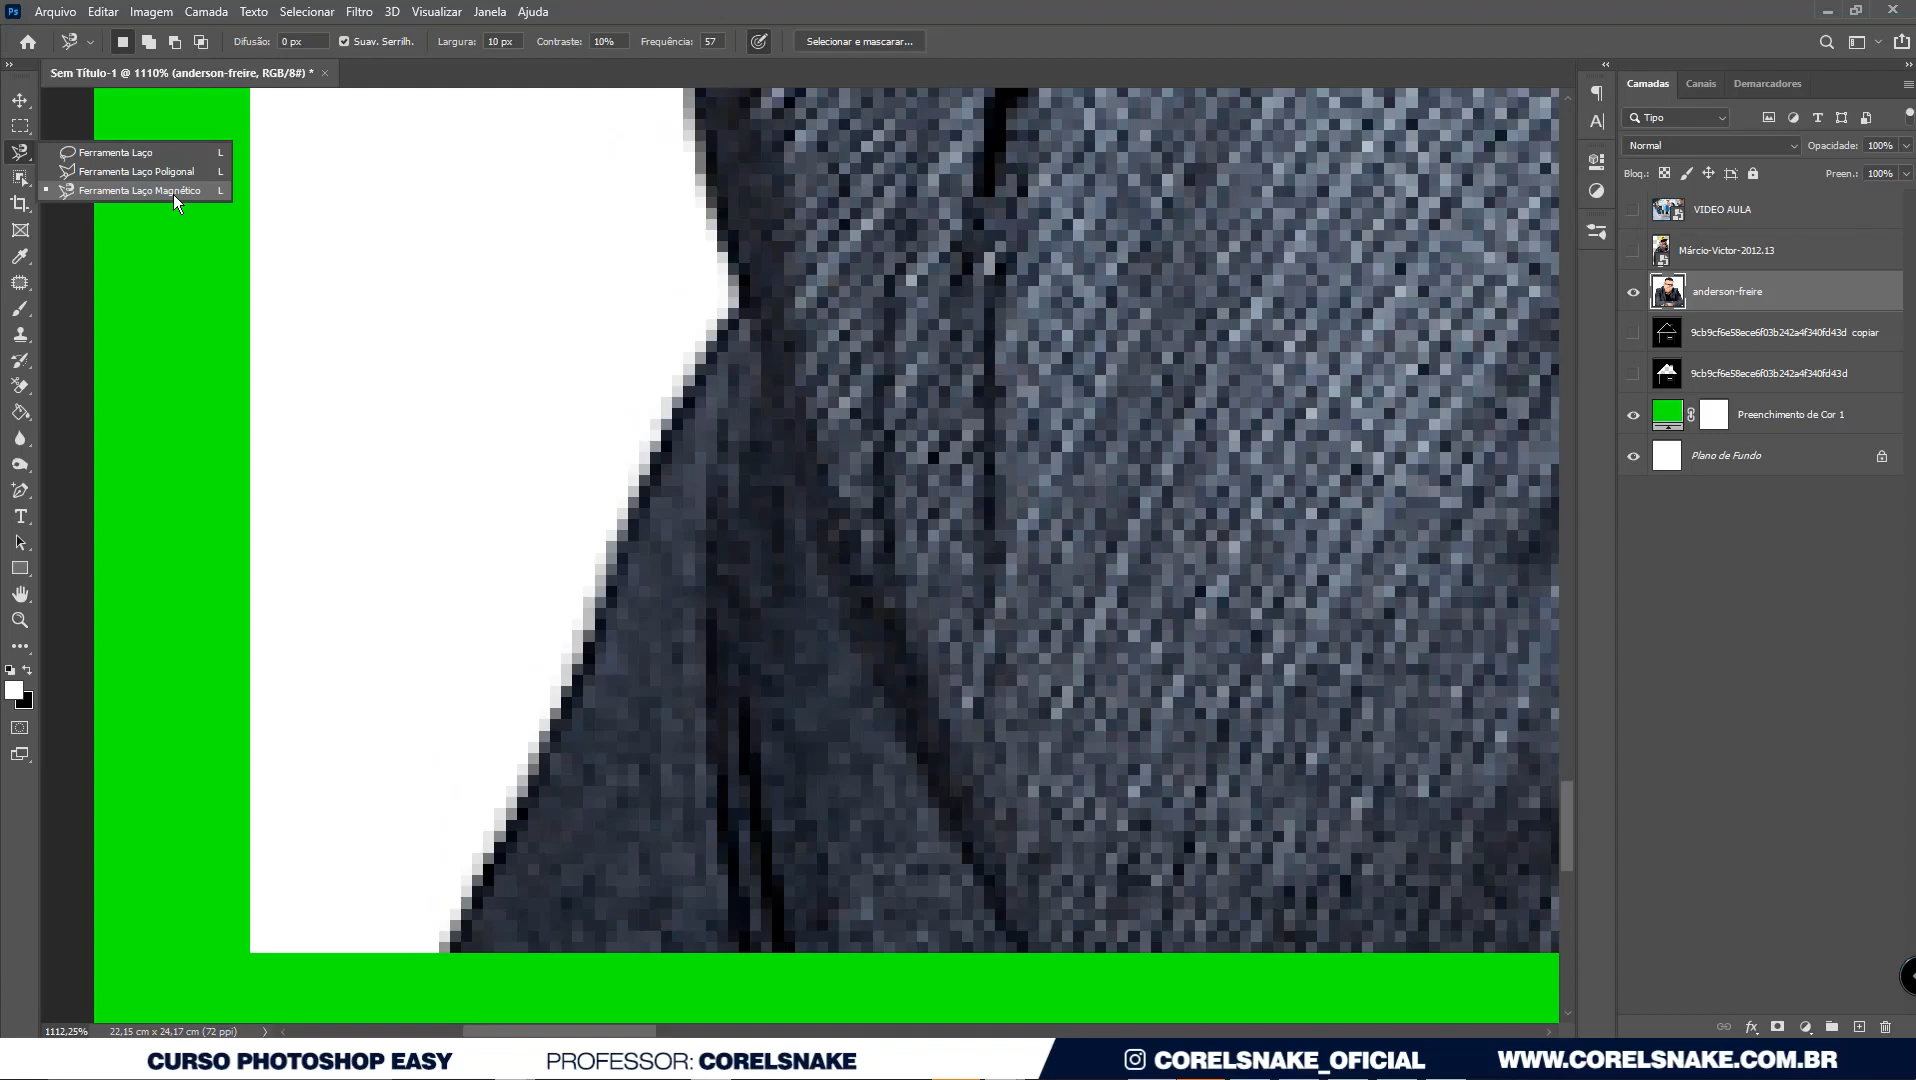 Ps Arquivo Editar Imagem Camada Texto Selecionar Filtro 3D Visualizar Janela Ajuda
Difusão: 0 px Suav. Serrilh. Largura: 10 px Contraste: 10% Frequência: 57 Selecionar e mascarar...
Sem Título-1 @ 1110% (anderson-freire, RGB/8#) * ×
Ferramenta Laço L
Ferramenta Laço Poligonal L
Ferramenta Laço Magnético L
Camadas Canais Demarcadores
Tipo
Normal Opacidade: 100%
Bloq.: Preen.: 100%
VIDEO AULA
Márcio-Victor-2012.13
anderson-freire
9cb9cf6e58ece6f03b242a4f340fd43d copiar
9cb9cf6e58ece6f03b242a4f340fd43d
Preenchimento de Cor 1
Plano de Fundo
1112,25% 22,15 cm x 24,17 cm (72 ppi)
CURSO PHOTOSHOP EASY PROFESSOR: CORELSNAKE CORELSNAKE_OFICIAL WWW.CORELSNAKE.COM.BR